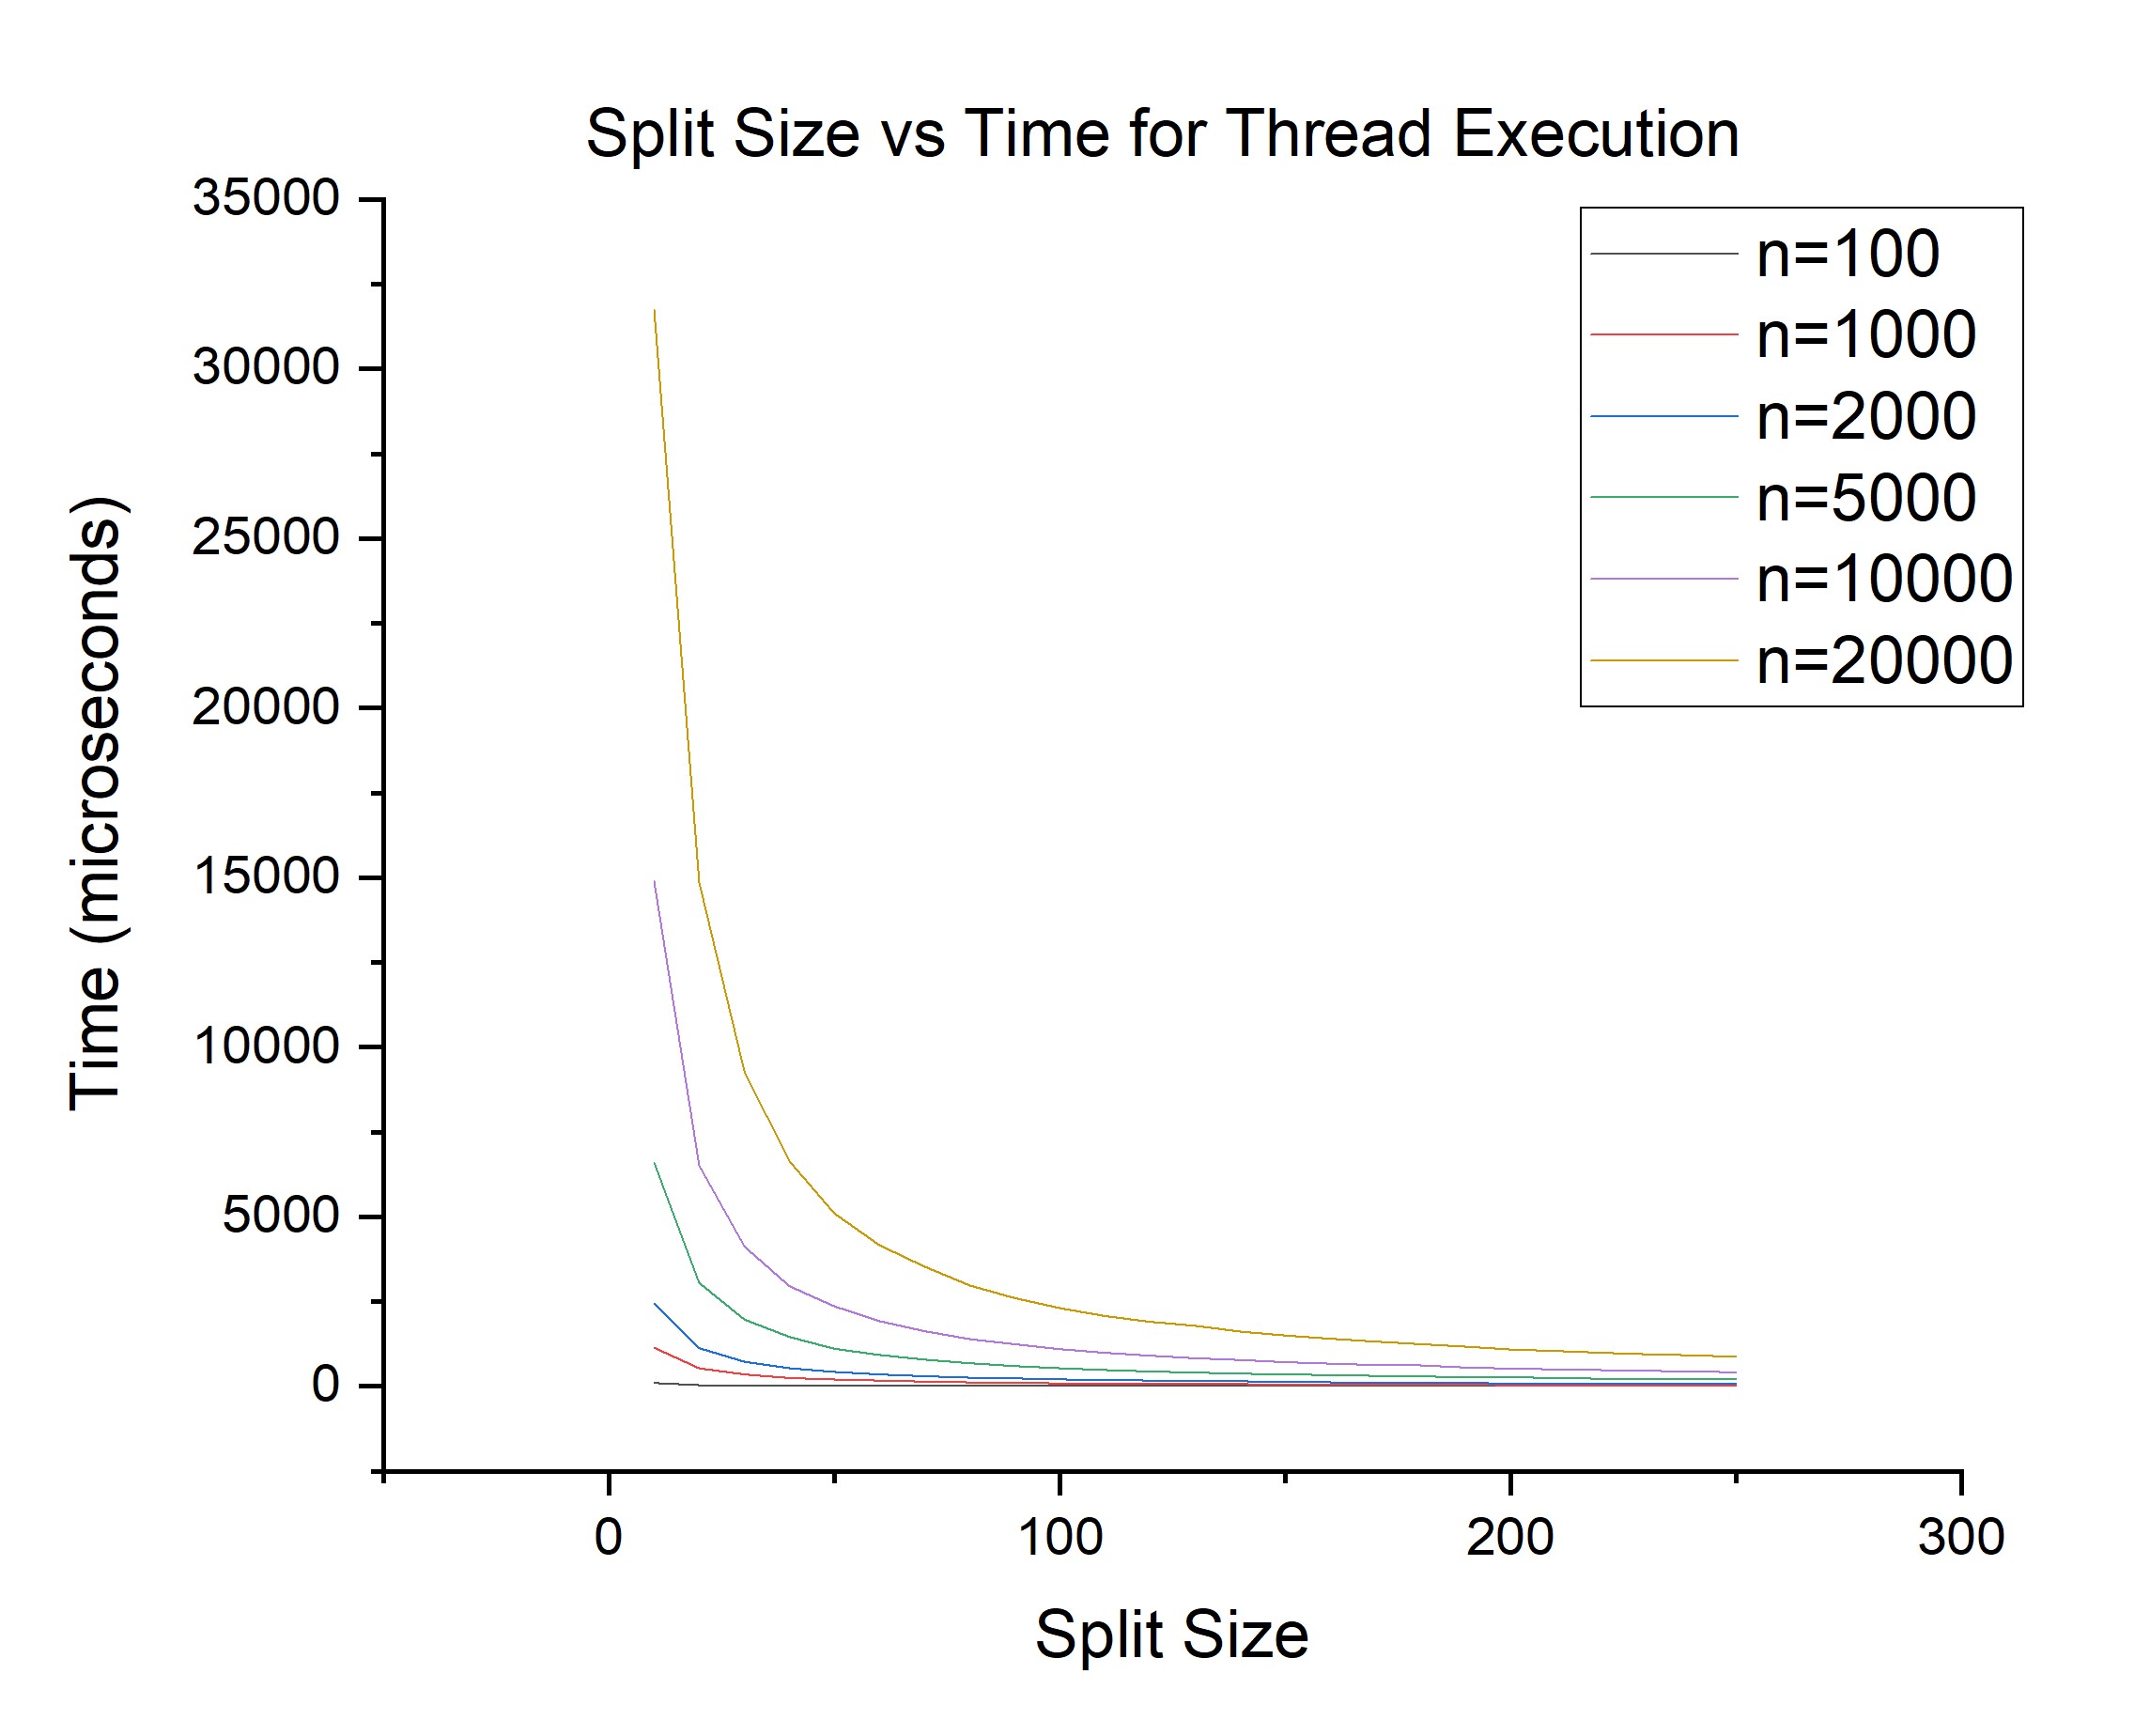 Split Size vs Time for Thread Execution
35000
30000
25000
20000
15000
10000
5000
0
Time (microseconds)
n=100
n=1000
n=2000
n=5000
n=10000
n=20000
0 100 200 300
Split Size